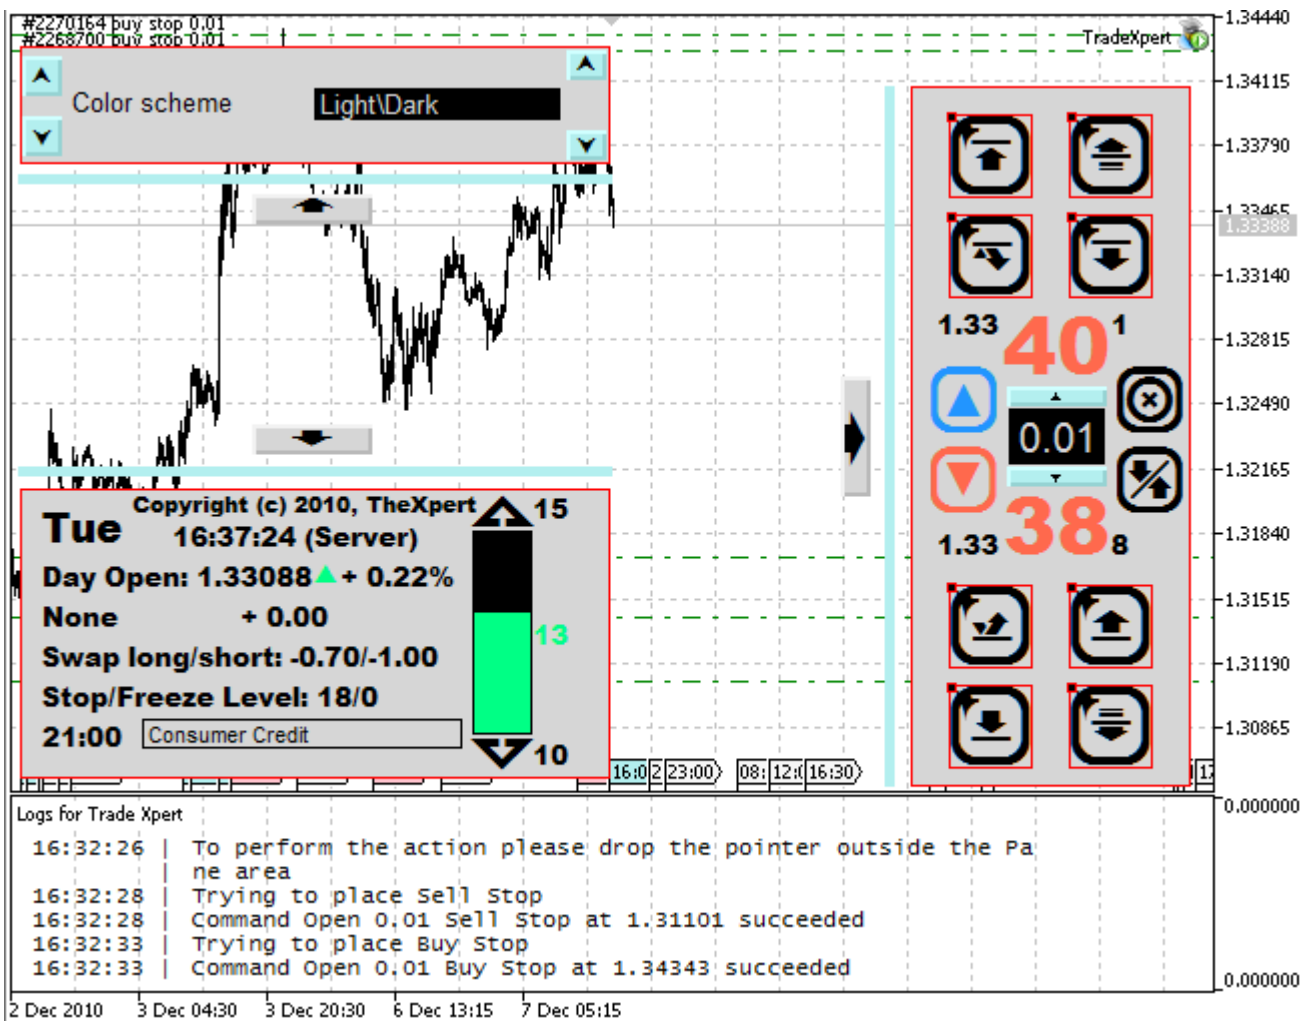 #2270164 buy stop 0.01
#2268700 buy stop 0.01
TradeXpert
1.34440
1.34115
1.33790
1.33465
1.33388
1.33140
1.32815
1.32490
1.32165
1.31840
1.31515
1.31190
1.30865
Color scheme
Light\Dark
1.33 40 1
0.01
1.33 38 8
Copyright (c) 2010, TheXpert
Tue 16:37:24 (Server)
Day Open: 1.33088 + 0.22%
None + 0.00
Swap long/short: -0.70/-1.00
Stop/Freeze Level: 18/0
21:00 Consumer Credit
15
13
10
16:0 2 23:00 08: 12:0 16:30
Logs for Trade Xpert
0.000000
16:32:26 | To perform the action please drop the pointer outside the Pa
| ne area
16:32:28 | Trying to place Sell Stop
16:32:28 | Command Open 0.01 Sell Stop at 1.31101 succeeded
16:32:33 | Trying to place Buy Stop
16:32:33 | Command Open 0.01 Buy Stop at 1.34343 succeeded
0.000000
2 Dec 2010 3 Dec 04:30 3 Dec 20:30 6 Dec 13:15 7 Dec 05:15